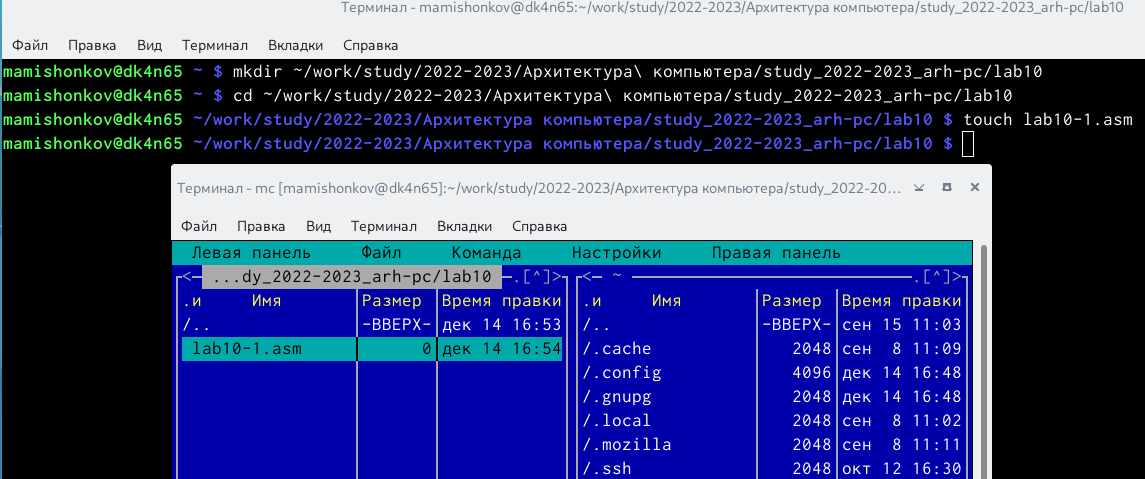 Терминал - mamishonkov@dk4n65:~/work/study/2022-2023/Архитектура компьютера/study_2022-2023_arh-pc/lab10
Файл Правка Вид Терминал Вкладки Справка
mamishonkov@dk4n65 ~ $ mkdir ~/work/study/2022-2023/Архитектура\ компьютера/study_2022-2023_arh-pc/lab10
mamishonkov@dk4n65 ~ $ cd ~/work/study/2022-2023/Архитектура\ компьютера/study_2022-2023_arh-pc/lab10
mamishonkov@dk4n65 ~/work/study/2022-2023/Архитектура компьютера/study_2022-2023_arh-pc/lab10 $ touch lab10-1.asm
mamishonkov@dk4n65 ~/work/study/2022-2023/Архитектура компьютера/study_2022-2023_arh-pc/lab10 $
Терминал - mc [mamishonkov@dk4n65]:~/work/study/2022-2023/Архитектура компьютера/study_2022-20...
Файл Правка Вид Терминал Вкладки Справка
Левая панель Файл Команда Настройки Правая панель
<— ...dy_2022-2023_arh-pc/lab10 —.[^]> <— ~ —.[^]>
.и Имя Размер Время правки .и Имя Размер Время правки
/.. -ВВЕРХ- дек 14 16:53 /.. -ВВЕРХ- сен 15 11:03
lab10-1.asm 0 дек 14 16:54 /.cache 2048 сен 8 11:09
/.config 4096 дек 14 16:48
/.gnupg 2048 дек 14 16:48
/.local 2048 сен 8 11:02
/.mozilla 2048 сен 8 11:11
/.ssh 2048 окт 12 16:30